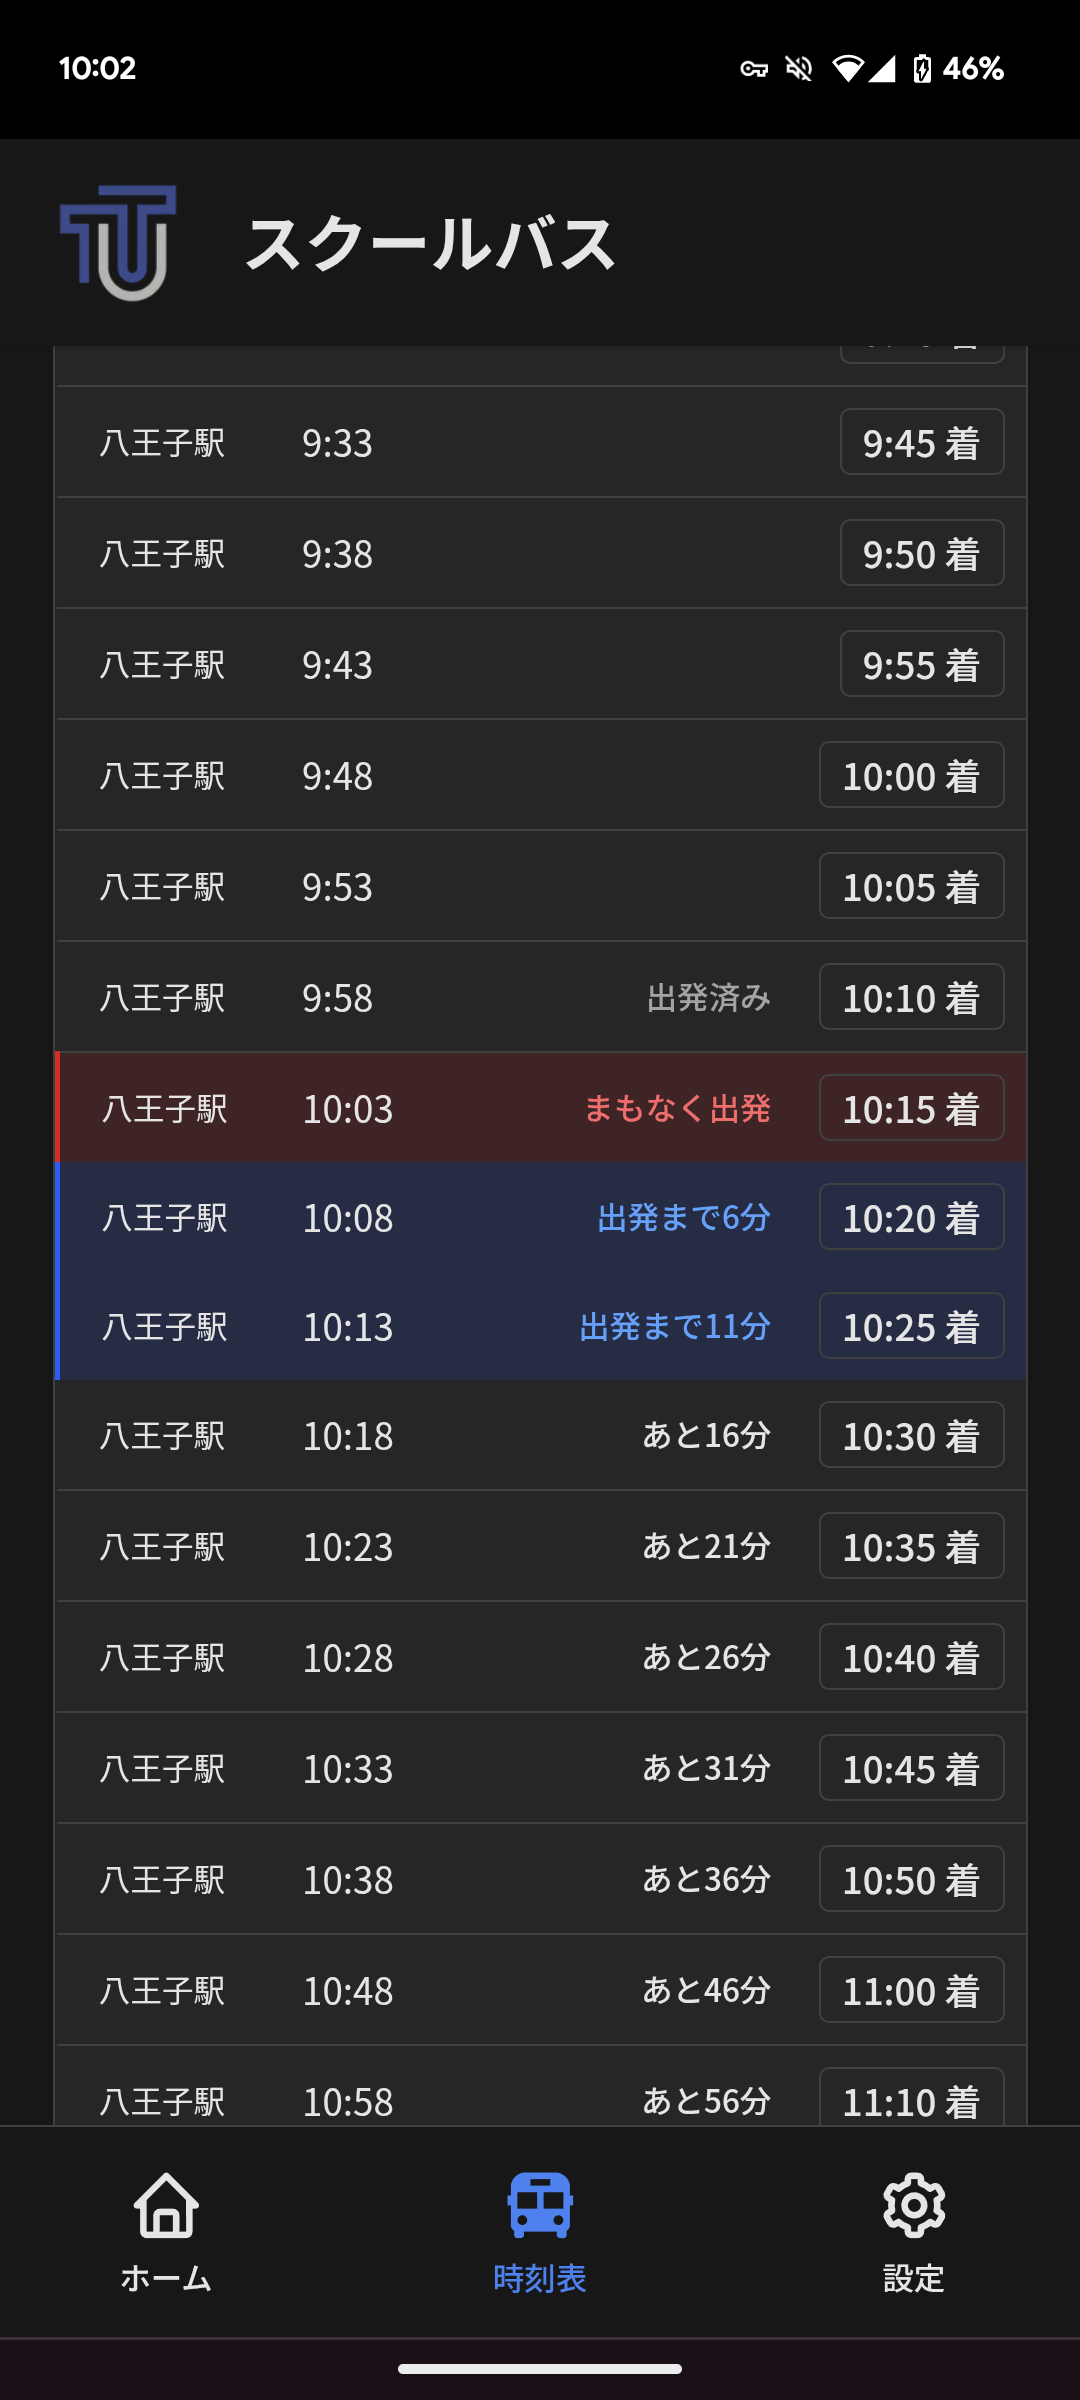 10:02 46%
スクールバス
八王子駅 9:33 9:45 着
八王子駅 9:38 9:50 着
八王子駅 9:43 9:55 着
八王子駅 9:48 10:00 着
八王子駅 9:53 10:05 着
八王子駅 9:58 出発済み 10:10 着
八王子駅 10:03 まもなく出発 10:15 着
八王子駅 10:08 出発まで6分 10:20 着
八王子駅 10:13 出発まで11分 10:25 着
八王子駅 10:18 あと16分 10:30 着
八王子駅 10:23 あと21分 10:35 着
八王子駅 10:28 あと26分 10:40 着
八王子駅 10:33 あと31分 10:45 着
八王子駅 10:38 あと36分 10:50 着
八王子駅 10:48 あと46分 11:00 着
八王子駅 10:58 あと56分 11:10 着
ホーム 時刻表 設定